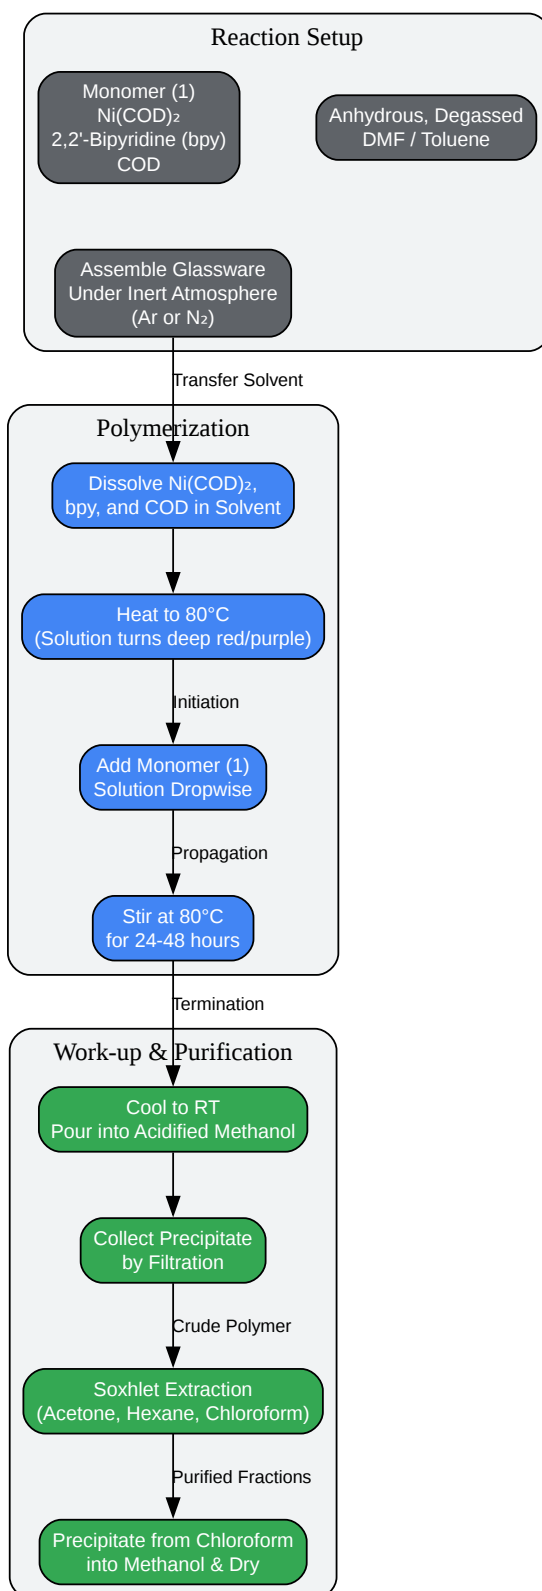 Reaction Setup
Monomer (1)
Ni(COD)₂
2,2'-Bipyridine (bpy)
COD
Anhydrous, Degassed
DMF / Toluene
Assemble Glassware
Under Inert Atmosphere
(Ar or N₂)
Transfer Solvent
Polymerization
Dissolve Ni(COD)₂,
bpy, and COD in Solvent
Heat to 80°C
(Solution turns deep red/purple)
Initiation
Add Monomer (1)
Solution Dropwise
Propagation
Stir at 80°C
for 24-48 hours
Termination
Work-up & Purification
Cool to RT
Pour into Acidified Methanol
Collect Precipitate
by Filtration
Crude Polymer
Soxhlet Extraction
(Acetone, Hexane, Chloroform)
Purified Fractions
Precipitate from Chloroform
into Methanol & Dry